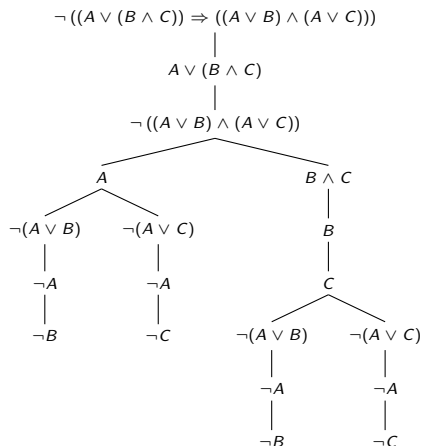 ¬ ((A ∨ (B ∧ C)) ⇒ ((A ∨ B) ∧ (A ∨ C)))
A ∨ (B ∧ C)
¬ ((A ∨ B) ∧ (A ∨ C))
A B ∧ C
¬(A ∨ B) ¬(A ∨ C) B
¬A ¬A C
¬B ¬C ¬(A ∨ B) ¬(A ∨ C)
¬A ¬A
¬B ¬C